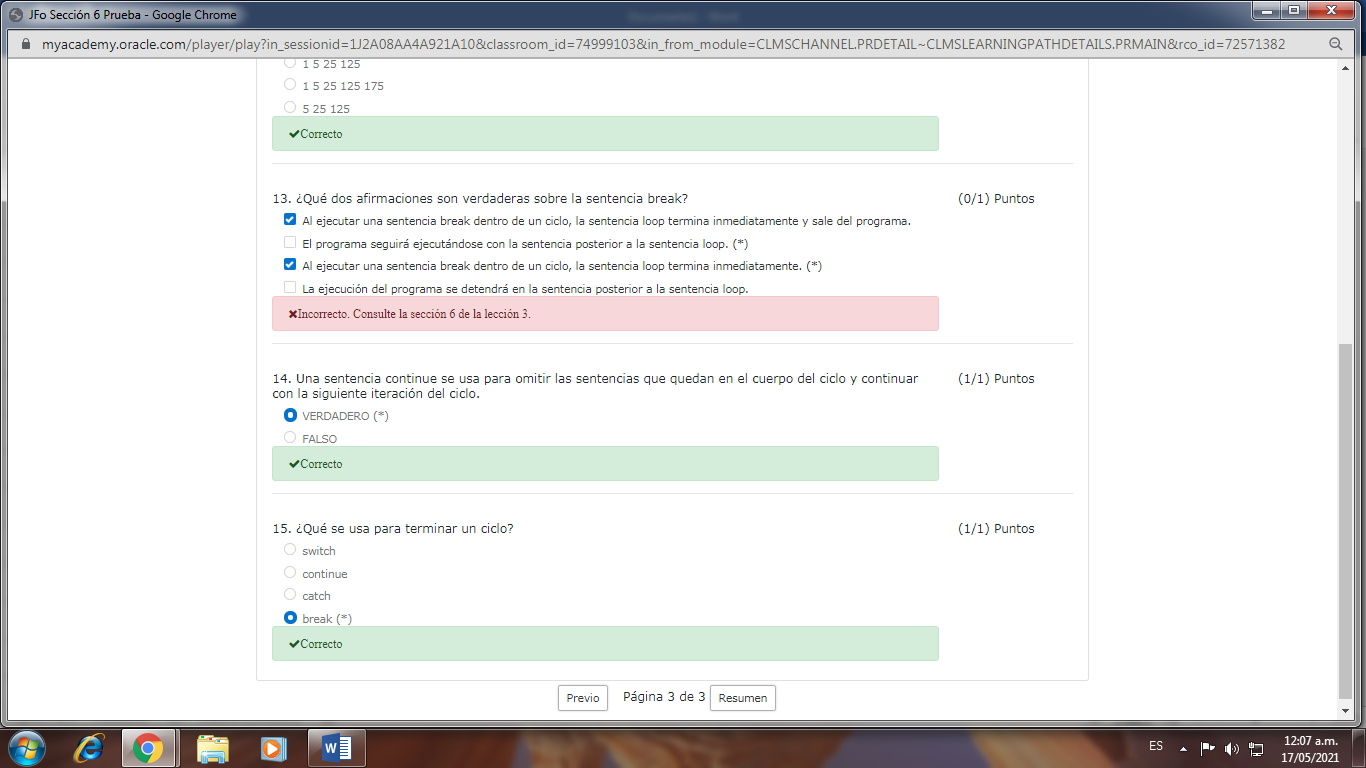 JFo Sección 6 Prueba - Google Chrome
myacademy.oracle.com/player/play?in_sessionid=1J2A08AA4A921A10&classroom_id=74999103&in_from_module=CLMSCHANNEL.PRDETAIL~CLMSLEARNINGPATHDETAILS.PRMAIN&rco_id=72571382
1 5 25 125
1 5 25 125 175
5 25 125
Correcto
13. ¿Qué dos afirmaciones son verdaderas sobre la sentencia break? (0/1) Puntos
Al ejecutar una sentencia break dentro de un ciclo, la sentencia loop termina inmediatamente y sale del programa.
El programa seguirá ejecutándose con la sentencia posterior a la sentencia loop. (*)
Al ejecutar una sentencia break dentro de un ciclo, la sentencia loop termina inmediatamente. (*)
La ejecución del programa se detendrá en la sentencia posterior a la sentencia loop.
Incorrecto. Consulte la sección 6 de la lección 3.
14. Una sentencia continue se usa para omitir las sentencias que quedan en el cuerpo del ciclo y continuar (1/1) Puntos
con la siguiente iteración del ciclo.
VERDADERO (*)
FALSO
Correcto
15. ¿Qué se usa para terminar un ciclo? (1/1) Puntos
switch
continue
catch
break (*)
Correcto
Previo Página 3 de 3 Resumen
ES 12:07 a.m.
17/05/2021